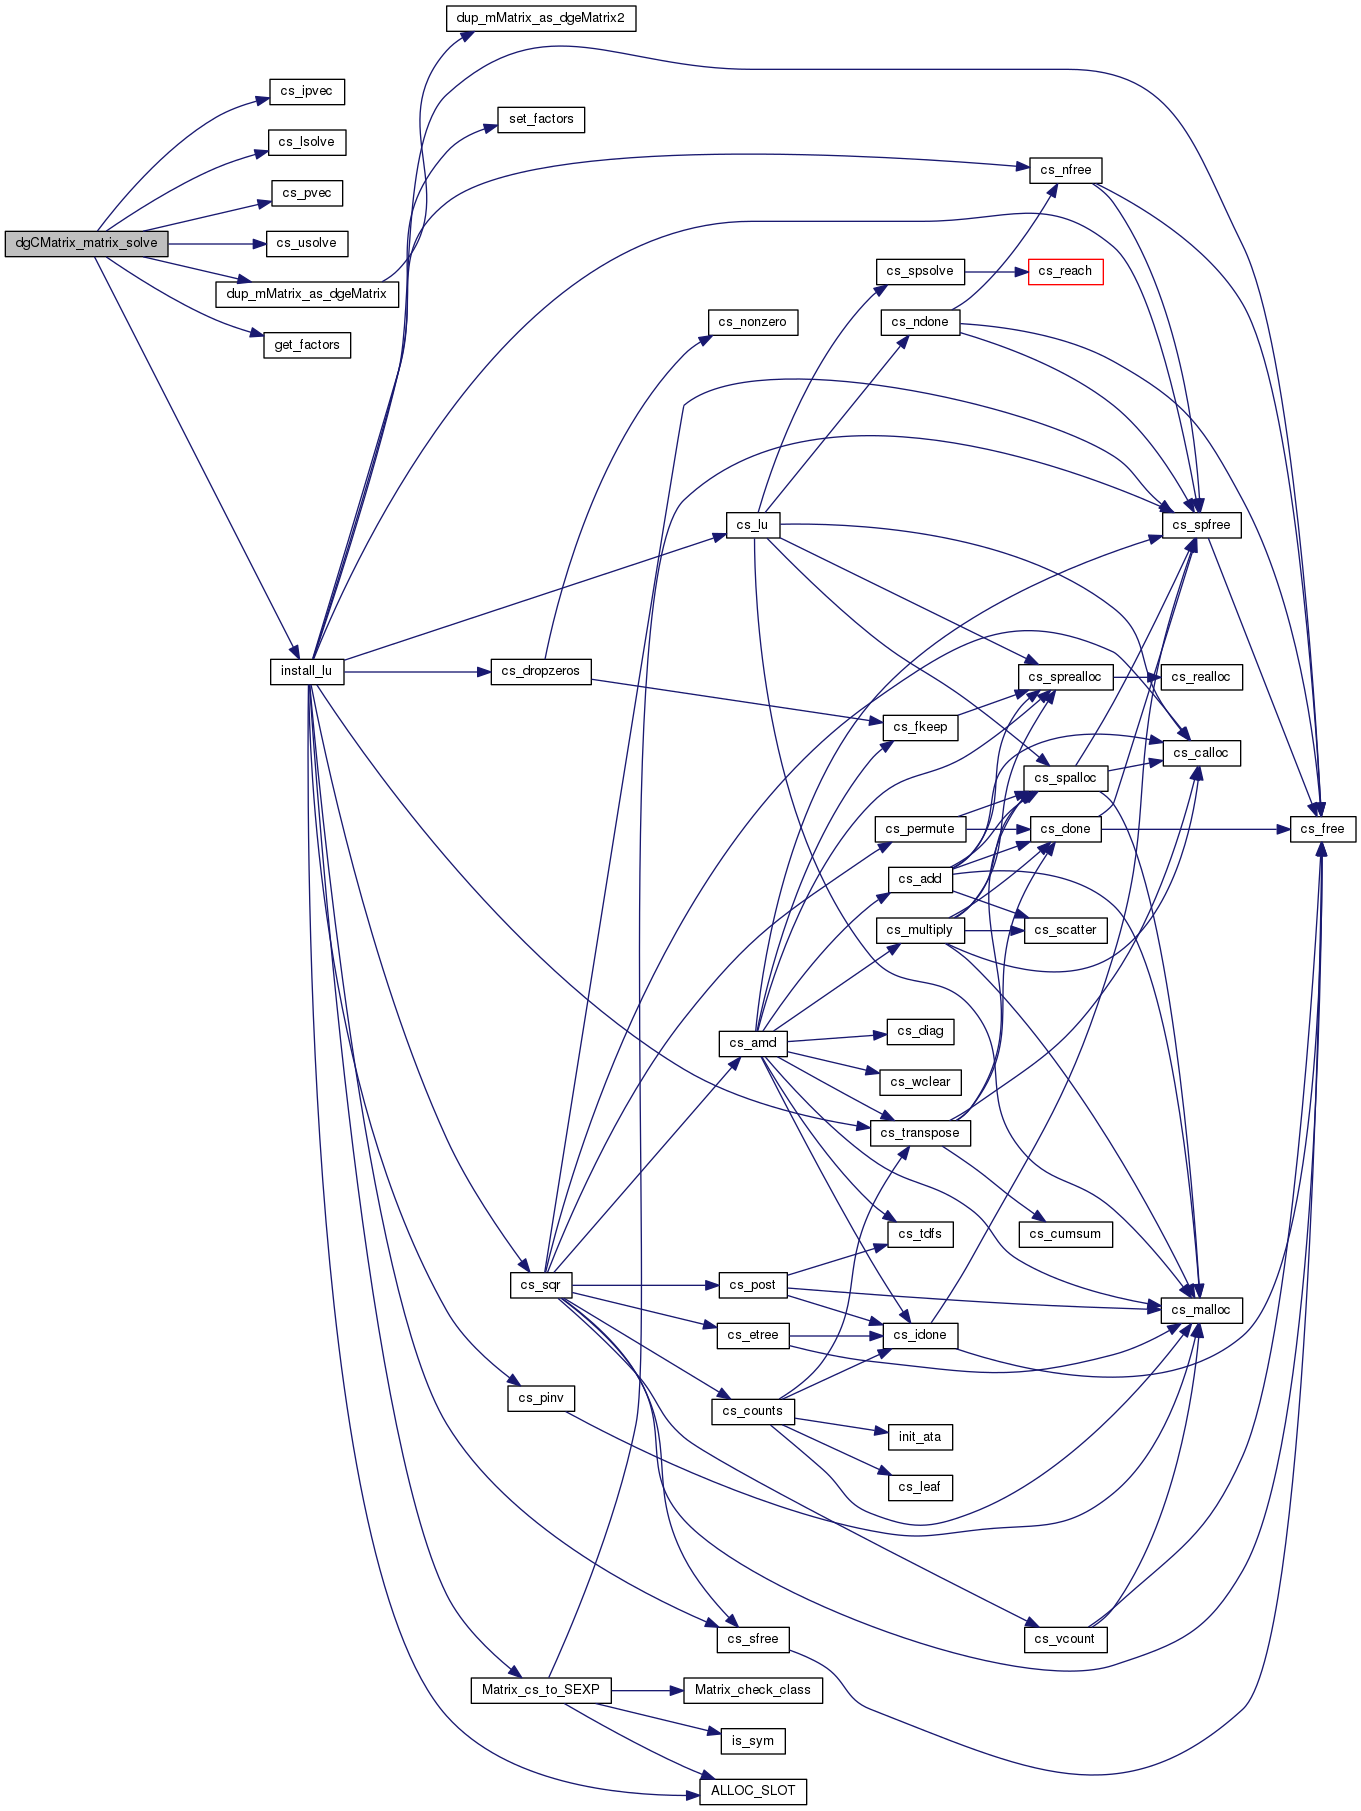 dup_mMatrix_as_dgeMatrix2
cs_ipvec
set_factors
cs_lsolve
cs_nfree
cs_pvec
dgCMatrix_matrix_solve
cs_usolve
cs_spsolve
cs_reach
dup_mMatrix_as_dgeMatrix
cs_nonzero
cs_ndone
get_factors
cs_lu
cs_spfree
install_lu
cs_dropzeros
cs_sprealloc
cs_realloc
cs_fkeep
cs_calloc
cs_spalloc
cs_permute
cs_done
cs_free
cs_add
cs_multiply
cs_scatter
cs_diag
cs_amd
cs_wclear
cs_transpose
cs_tdfs
cs_cumsum
cs_sqr
cs_post
cs_malloc
cs_etree
cs_idone
cs_pinv
cs_counts
init_ata
cs_leaf
cs_sfree
cs_vcount
Matrix_cs_to_SEXP
Matrix_check_class
is_sym
ALLOC_SLOT